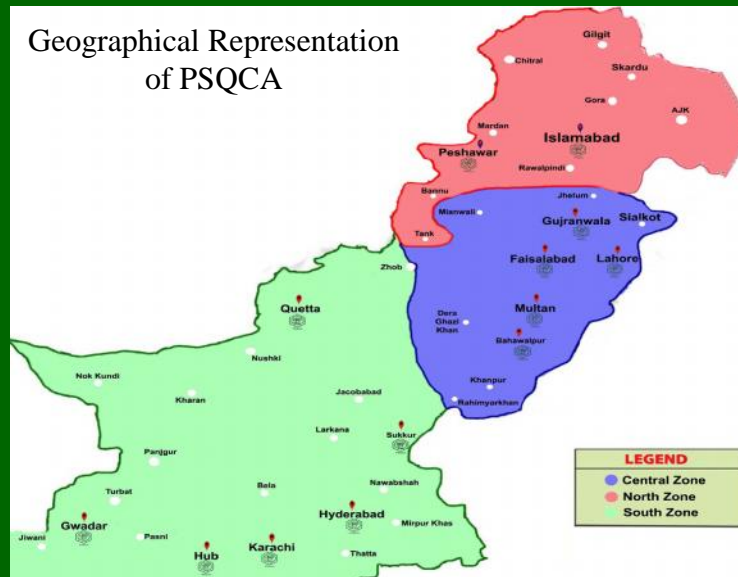 Geographical Representation
of PSQCA
Gilgit
Chitral
Skardu
Gora
AJK
Mardan
Islamabad
Peshawar
Rawalpindi
Bannu
Jhelum
Mianwali
Gujranwala
Sialkot
Tank
Faisalabad
Lahore
Zhob
Quetta
Multan
Dera
Ghazi
Khan
Bahawalpur
Nushki
Nok Kundi
Khanpur
Kharan
Jacobabad
Rahimyarkhan
Larkana
Sukkur
Panjgur
LEGEND
Central Zone
North Zone
South Zone
Turbat
Bela
Nawabshah
Gwadar
Hyderabad
Mirpur Khas
Jiwani
Pasni
Hub
Karachi
Thatta